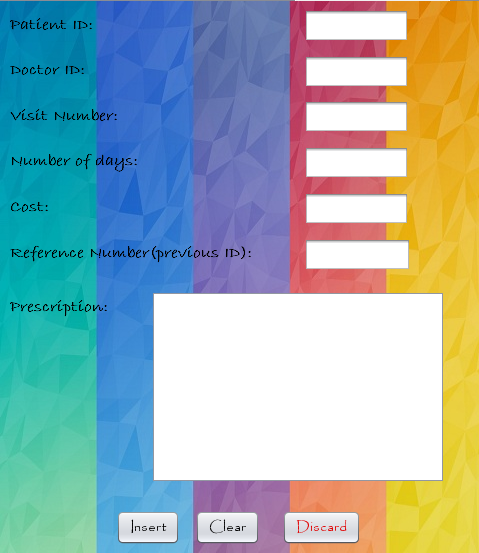 Patient ID:
Doctor ID:
Visit Number:
Number of days:
Cost:
Reference Number(previous ID):
Prescription:
Insert Clear Discard